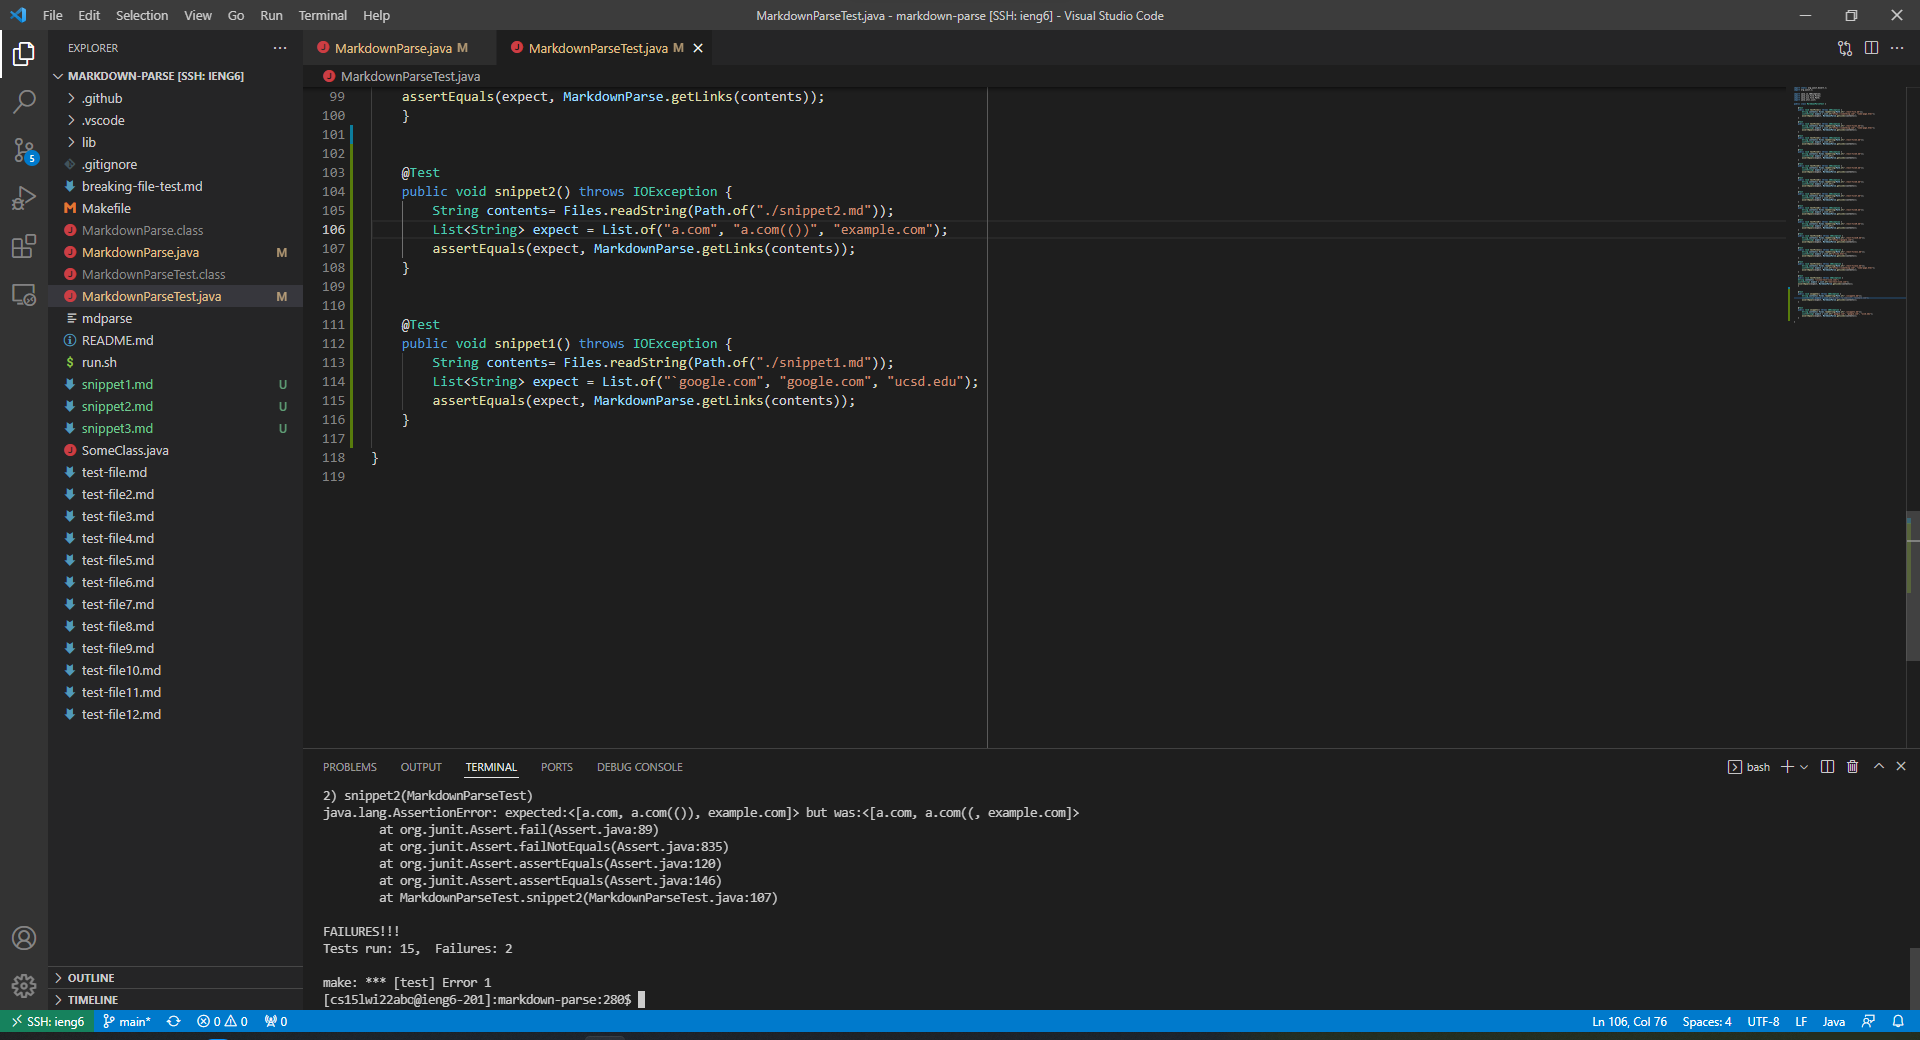 File Edit Selection View Go Run Terminal Help
MarkdownParseTest.java - markdown-parse [SSH: ieng6] - Visual Studio Code
EXPLORER
MARKDOWN-PARSE [SSH: IENG6]
.github
.vscode
lib
.gitignore
breaking-file-test.md
Makefile
MarkdownParse.class
MarkdownParse.java M
MarkdownParseTest.class
MarkdownParseTest.java M
mdparse
README.md
run.sh
snippet1.md U
snippet2.md U
snippet3.md U
SomeClass.java
test-file.md
test-file2.md
test-file3.md
test-file4.md
test-file5.md
test-file6.md
test-file7.md
test-file8.md
test-file9.md
test-file10.md
test-file11.md
test-file12.md
OUTLINE
TIMELINE
5
MarkdownParse.java M
MarkdownParseTest.java M
MarkdownParseTest.java
99 assertEquals(expect, MarkdownParse.getLinks(contents));
100 }
101
102
103 @Test
104 public void snippet2() throws IOException {
105 String contents= Files.readString(Path.of("./snippet2.md"));
106 List<String> expect = List.of("a.com", "a.com(())", "example.com");
107 assertEquals(expect, MarkdownParse.getLinks(contents));
108 }
109
110
111 @Test
112 public void snippet1() throws IOException {
113 String contents= Files.readString(Path.of("./snippet1.md"));
114 List<String> expect = List.of("`google.com", "google.com", "ucsd.edu");
115 assertEquals(expect, MarkdownParse.getLinks(contents));
116 }
117
118 }
119
PROBLEMS OUTPUT TERMINAL PORTS DEBUG CONSOLE
bash
2) snippet2(MarkdownParseTest)
java.lang.AssertionError: expected:<[a.com, a.com(()), example.com]> but was:<[a.com, a.com((, example.com]>
at org.junit.Assert.fail(Assert.java:89)
at org.junit.Assert.failNotEquals(Assert.java:835)
at org.junit.Assert.assertEquals(Assert.java:120)
at org.junit.Assert.assertEquals(Assert.java:146)
at MarkdownParseTest.snippet2(MarkdownParseTest.java:107)
FAILURES!!!
Tests run: 15,  Failures: 2
make: *** [test] Error 1
[cs15lwi22abc@ieng6-201]:markdown-parse:280$
SSH: ieng6 main* 0 0 0
Ln 106, Col 76 Spaces: 4 UTF-8 LF Java